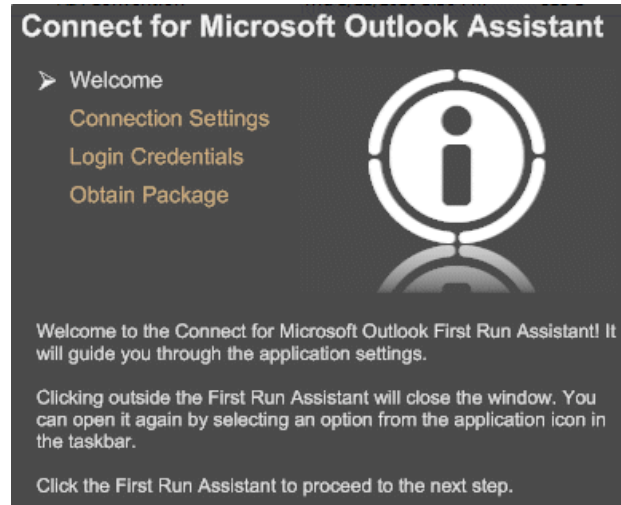 Connect for Microsoft Outlook Assistant
Welcome
Connection Settings
Login Credentials
Obtain Package
Welcome to the Connect for Microsoft Outlook First Run Assistant! It
will guide you through the application settings.
Clicking outside the First Run Assistant will close the window. You
can open it again by selecting an option from the application icon in
the taskbar.
Click the First Run Assistant to proceed to the next step.